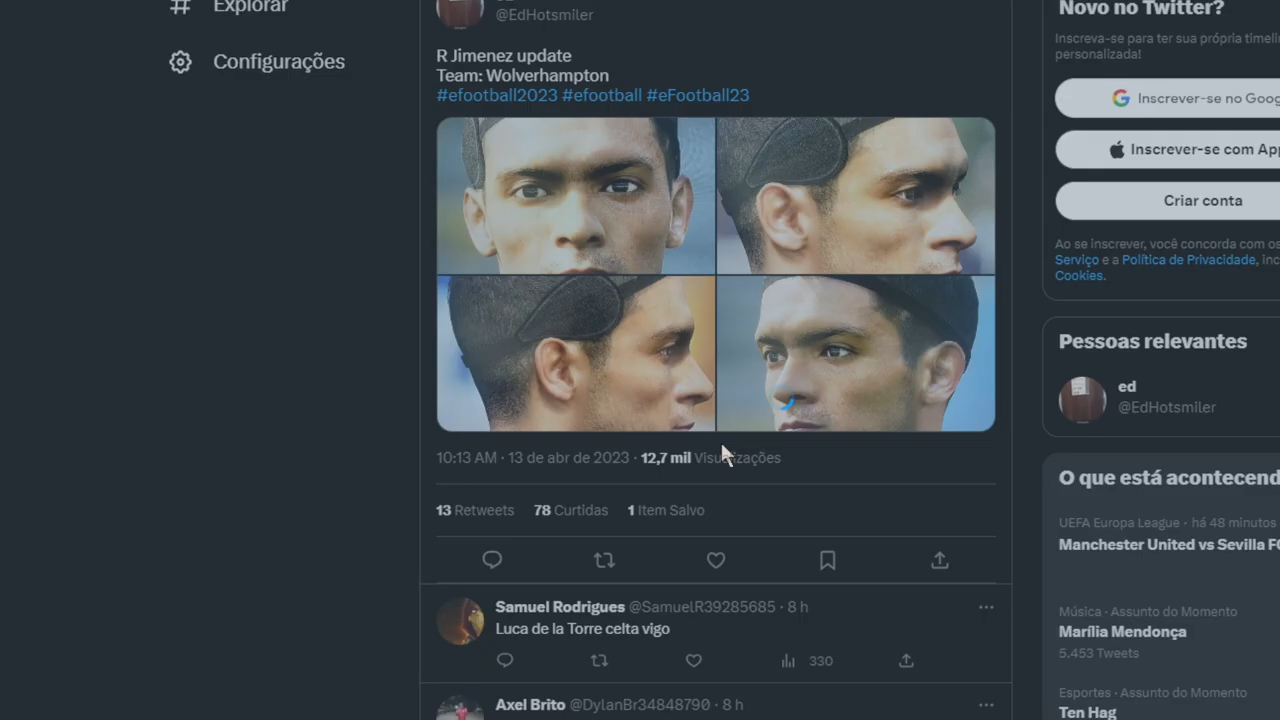 Explorar
Configurações
@EdHotsmiler
R Jimenez update
Team: Wolverhampton
#efootball2023 #efootball #eFootball23
10:13 AM · 13 de abr de 2023 · 12,7 mil Visualizações
13 Retweets 78 Curtidas 1 Item Salvo
Samuel Rodrigues @SamuelR39285685 · 8 h
Luca de la Torre celta vigo
330
Axel Brito @DylanBr34848790 · 8 h
Novo no Twitter?
Inscreva-se para ter sua própria timeli
personalizada!
Inscrever-se no Goog
Inscrever-se com App
Criar conta
Ao se inscrever, você concorda com os
Serviço e a Política de Privacidade, inc
Cookies.
Pessoas relevantes
ed
@EdHotsmiler
O que está acontecend
UEFA Europa League · há 48 minutos
Manchester United vs Sevilla F
Música · Assunto do Momento
Marília Mendonça
5.453 Tweets
Esportes · Assunto do Momento
Ten Hag